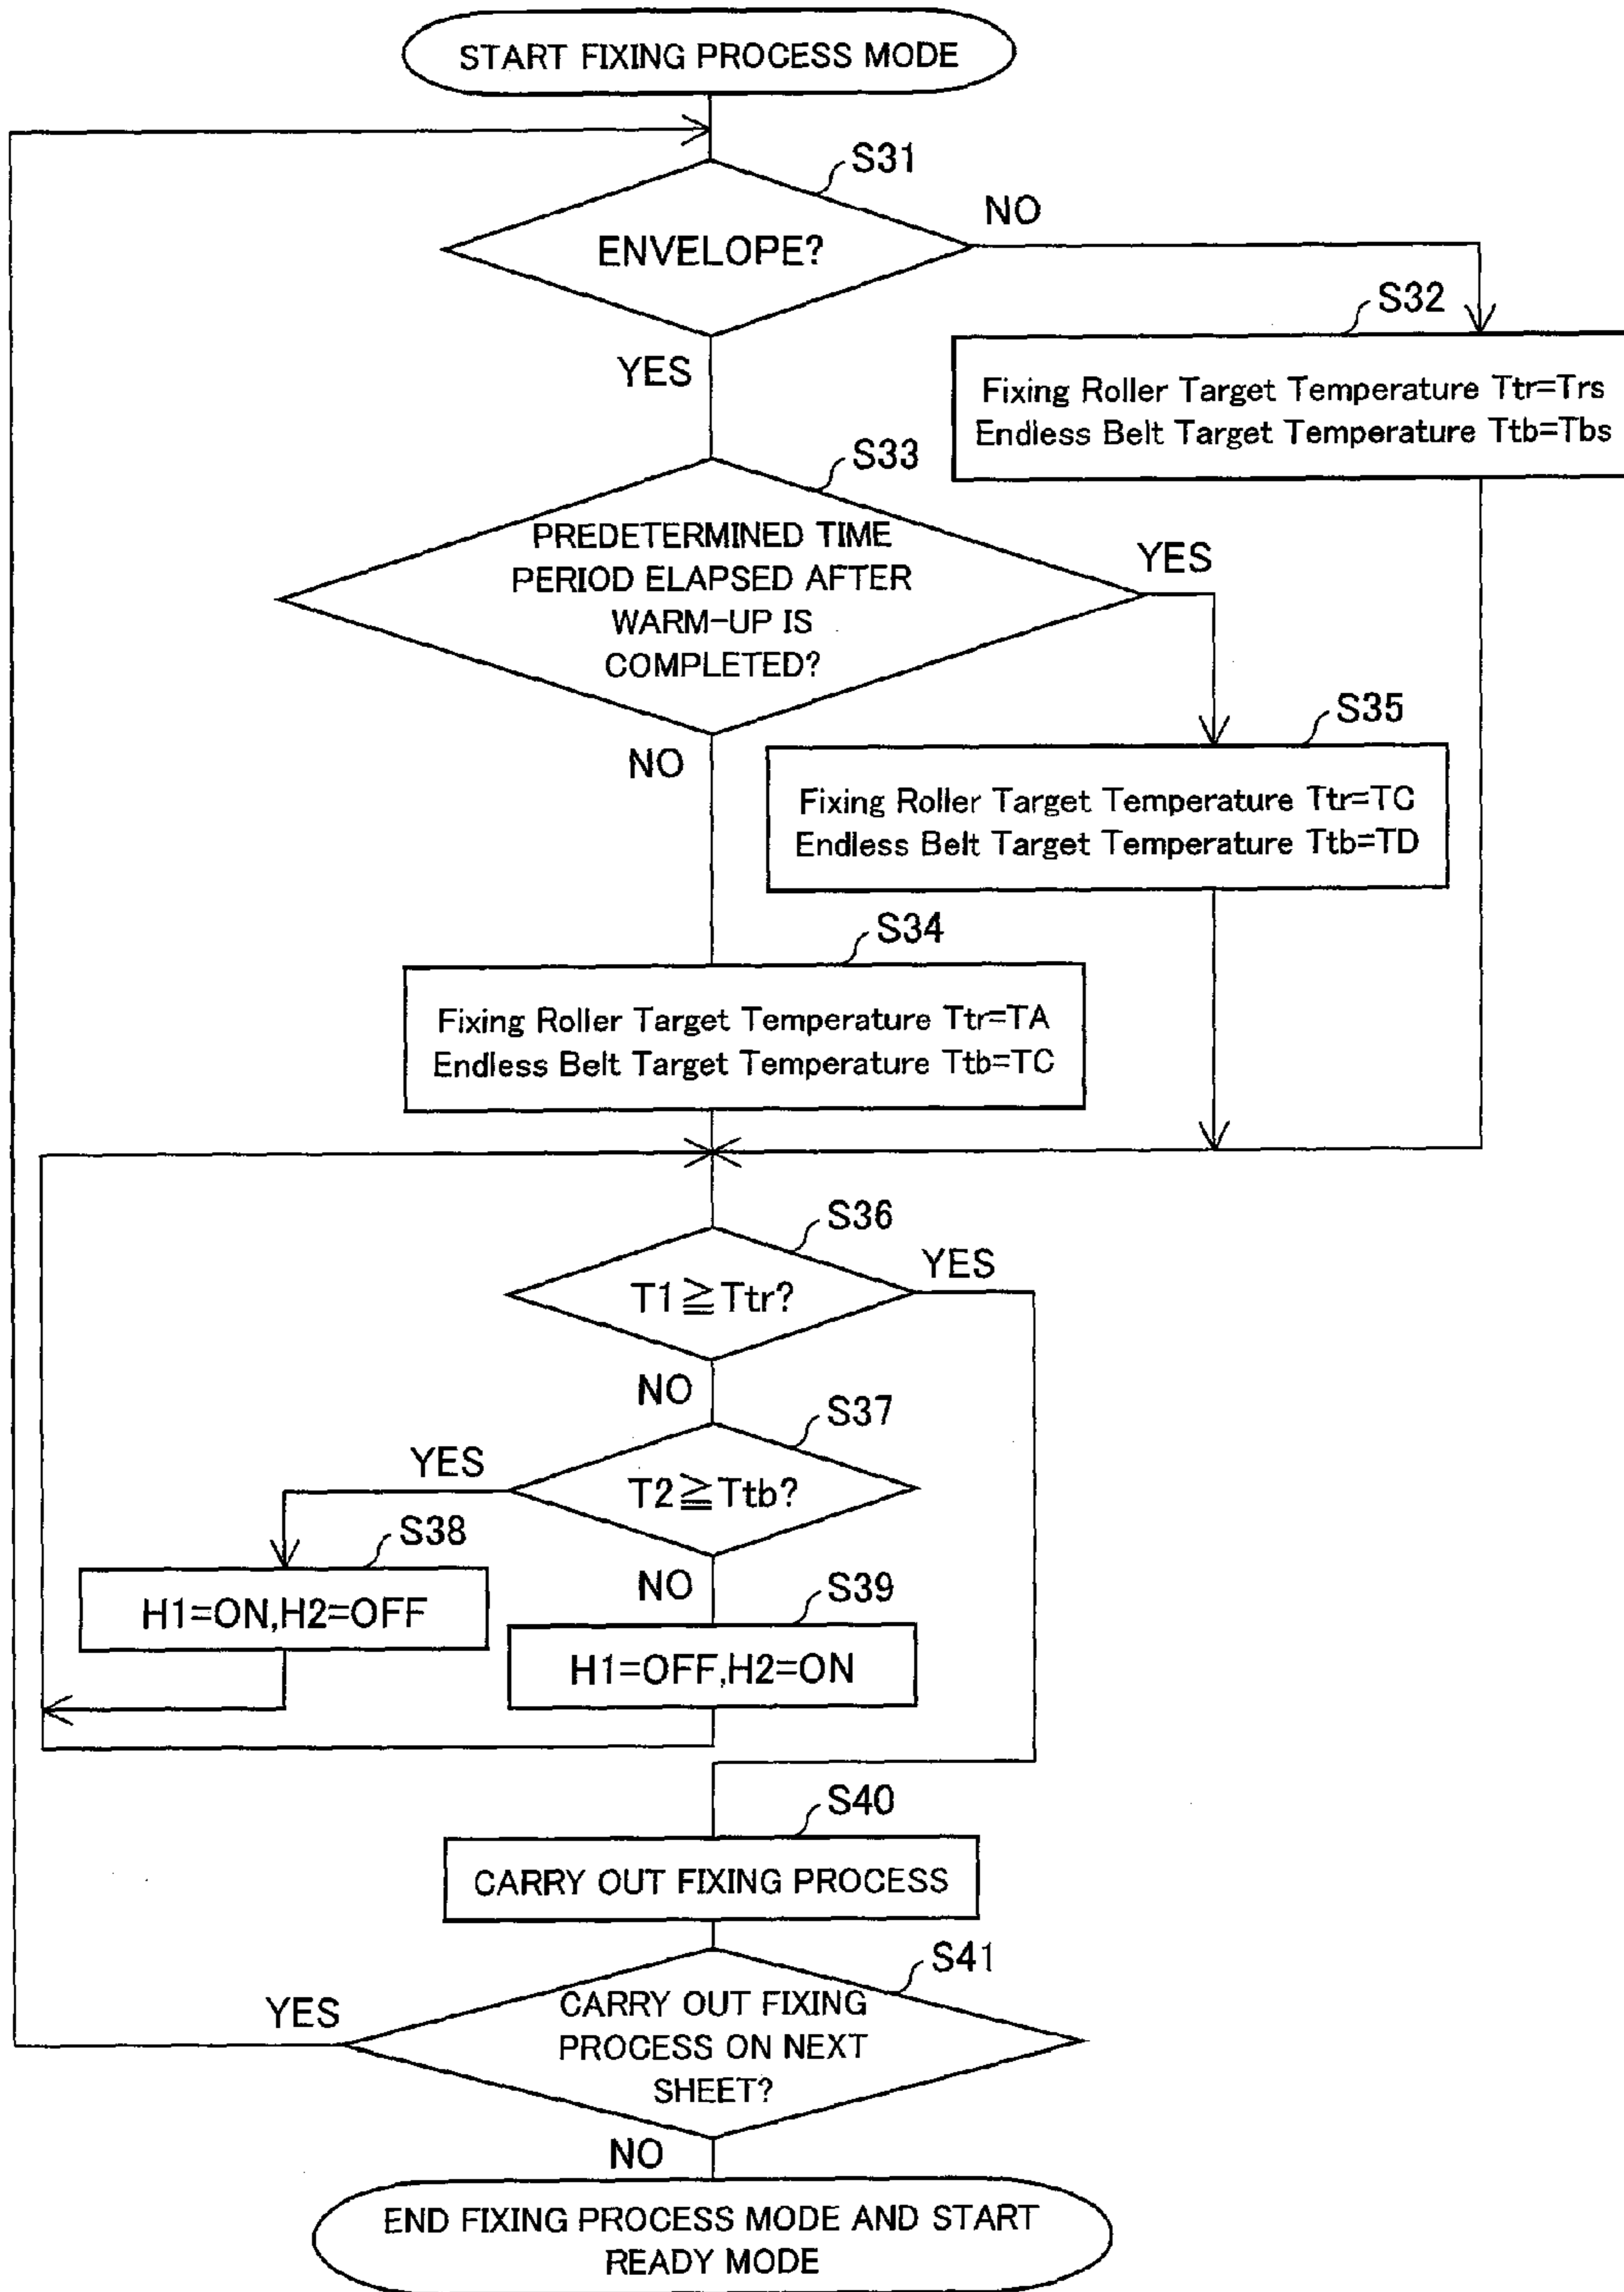 START FIXING PROCESS MODE
S31
ENVELOPE?
NO
YES
S32
Fixing Roller Target Temperature Ttr=Trs
Endless Belt Target Temperature Ttb=Tbs
S33
PREDETERMINED TIME
PERIOD ELAPSED AFTER
WARM-UP IS
COMPLETED?
YES
NO
S35
Fixing Roller Target Temperature Ttr=TC
Endless Belt Target Temperature Ttb=TD
S34
Fixing Roller Target Temperature Ttr=TA
Endless Belt Target Temperature Ttb=TC
S36
T1≧Ttr?
YES
NO
S37
T2≧Ttb?
YES
NO
S38
H1=ON,H2=OFF
S39
H1=OFF,H2=ON
S40
CARRY OUT FIXING PROCESS
S41
CARRY OUT FIXING
PROCESS ON NEXT
SHEET?
YES
NO
END FIXING PROCESS MODE AND START
READY MODE